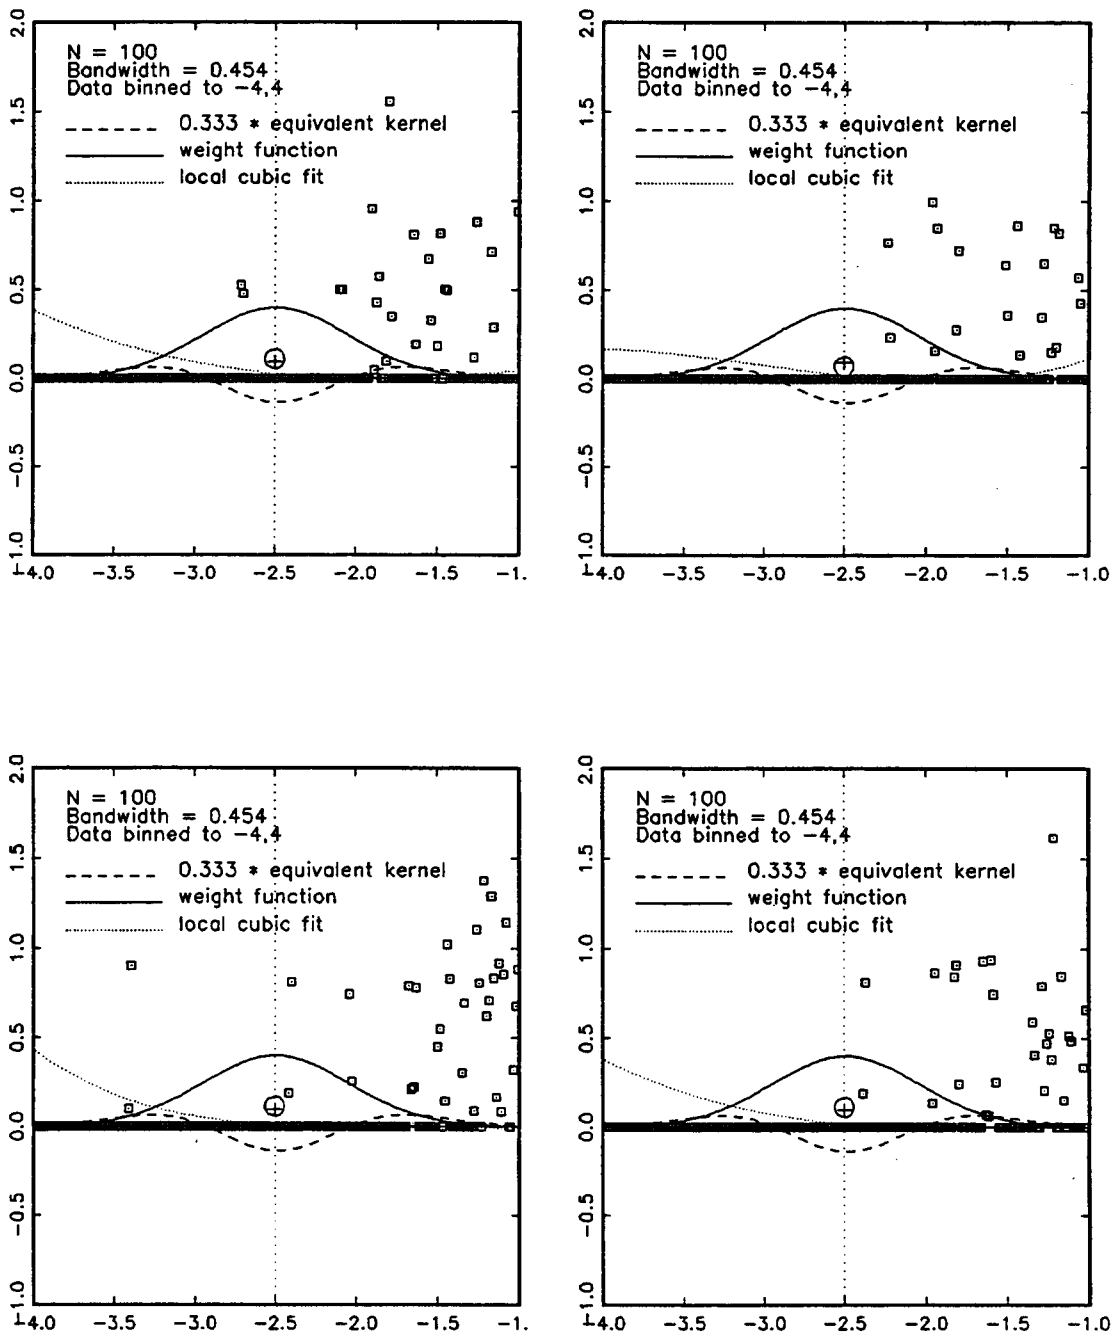 2.0
1.5
1.0
0.5
0.0
−0.5
−1.0
N = 100
Bandwidth = 0.454
Data binned to −4,4
0.333 * equivalent kernel
weight function
local cubic fit
−4.0 −3.5 −3.0 −2.5 −2.0 −1.5 −1.
2.0
1.5
1.0
0.5
0.0
−0.5
−1.0
N = 100
Bandwidth = 0.454
Data binned to −4,4
0.333 * equivalent kernel
weight function
local cubic fit
−4.0 −3.5 −3.0 −2.5 −2.0 −1.5 −1.0
2.0
1.5
1.0
0.5
0.0
−0.5
−1.0
N = 100
Bandwidth = 0.454
Data binned to −4,4
0.333 * equivalent kernel
weight function
local cubic fit
−4.0 −3.5 −3.0 −2.5 −2.0 −1.5 −1.
2.0
1.5
1.0
0.5
0.0
−0.5
−1.0
N = 100
Bandwidth = 0.454
Data binned to −4,4
0.333 * equivalent kernel
weight function
local cubic fit
−4.0 −3.5 −3.0 −2.5 −2.0 −1.5 −1.0